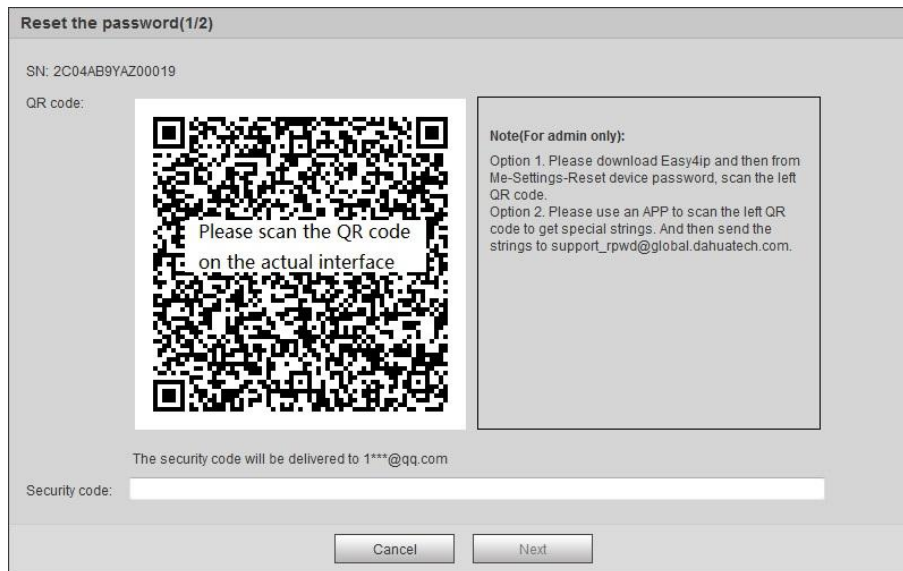 Reset the password(1/2)
SN: 2C04AB9YAZ00019
QR code:
Please scan the QR code
on the actual interface
Note(For admin only):
Option 1. Please download Easy4ip and then from
Me-Settings-Reset device password, scan the left
QR code.
Option 2. Please use an APP to scan the left QR
code to get special strings. And then send the
strings to support_rpwd@global.dahuatech.com.
The security code will be delivered to 1***@qq.com
Security code:
Cancel
Next